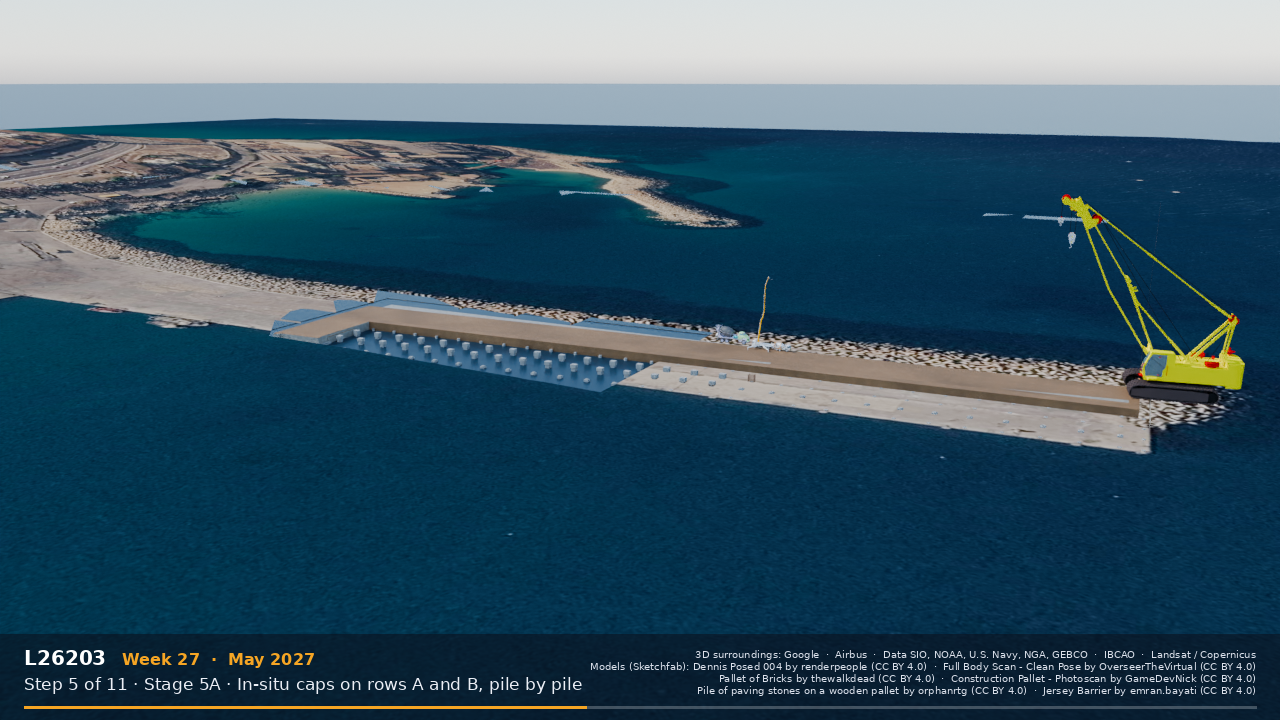 L26203 Week 27 · May 2027
Step 5 of 11 · Stage 5A · In-situ caps on rows A and B, pile by pile
3D surroundings: Google · Airbus · Data SIO, NOAA, U.S. Navy, NGA, GEBCO · IBCAO · Landsat / Copernicus
Models (Sketchfab): Dennis Posed 004 by renderpeople (CC BY 4.0) · Full Body Scan - Clean Pose by OverseerTheVirtual (CC BY 4.0)
Pallet of Bricks by thewalkdead (CC BY 4.0) · Construction Pallet - Photoscan by GameDevNick (CC BY 4.0)
Pile of paving stones on a wooden pallet by orphanrtg (CC BY 4.0) · Jersey Barrier by emran.bayati (CC BY 4.0)